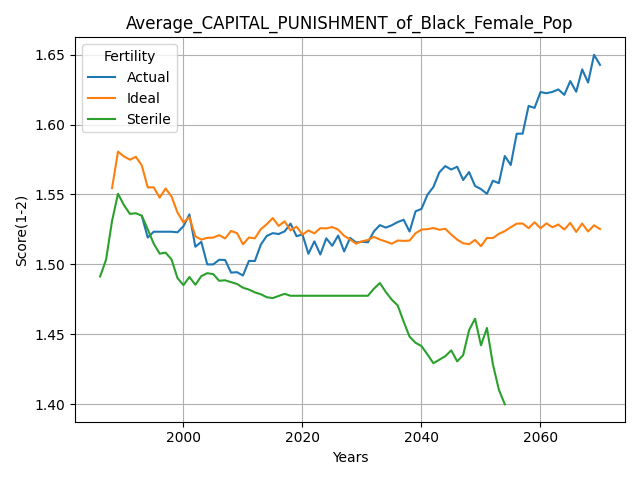 Average_CAPITAL_PUNISHMENT_of_Black_Female_Pop
Fertility
Actual
Ideal
Sterile
Score(1-2)
1.65
1.60
1.55
1.50
1.45
1.40
2000 2020 2040 2060
Years